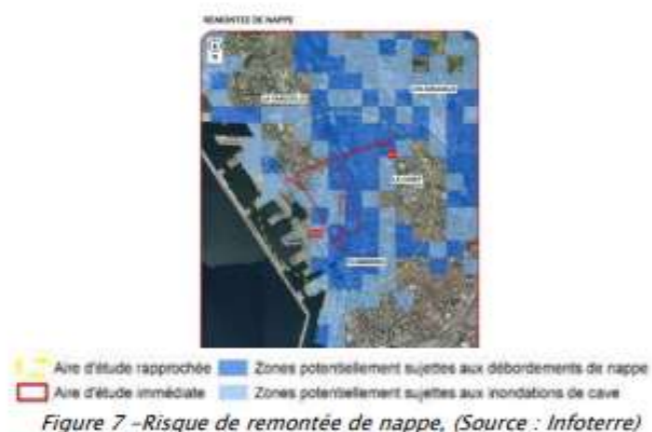 REMONTEE DE NAPPE
Aire d'étude rapprochée
Zones potentiellement sujettes aux débordements de nappe
Aire d'étude immédiate
Zones potentiellement sujettes aux inondations de cave
Figure 7 –Risque de remontée de nappe, (Source : Infoterre)